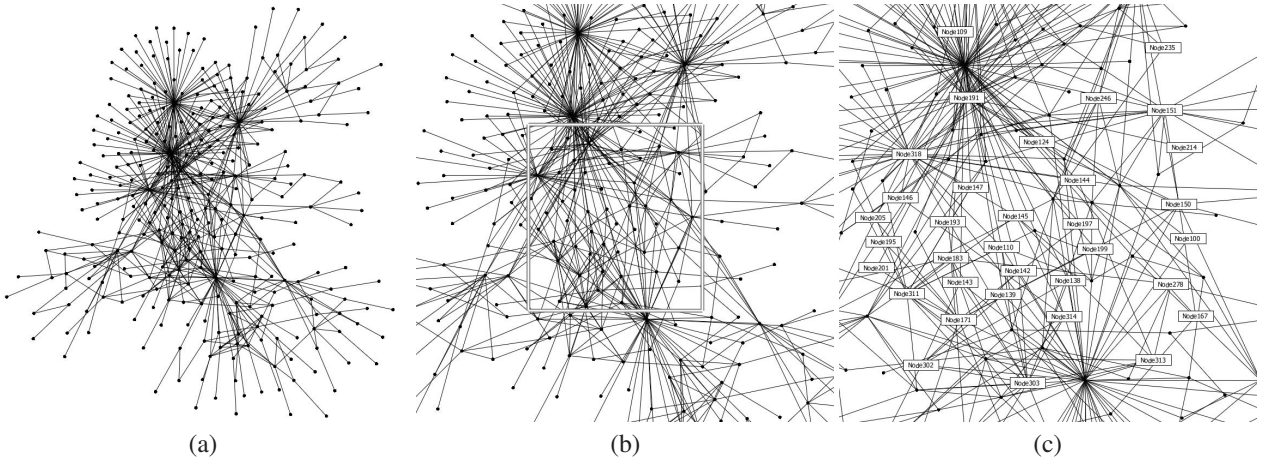 Node109
Node235
Node191
Node246
Node151
Node124
Node214
Node318
Node144
Node147
Node146
Node150
Node205
Node145
Node193
Node197
Node195
Node100
Node110
Node199
Node183
Node201
Node142
Node143
Node138
Node278
Node311
Node139
Node171
Node314
Node167
Node302
Node313
Node303
(a)
(b)
(c)